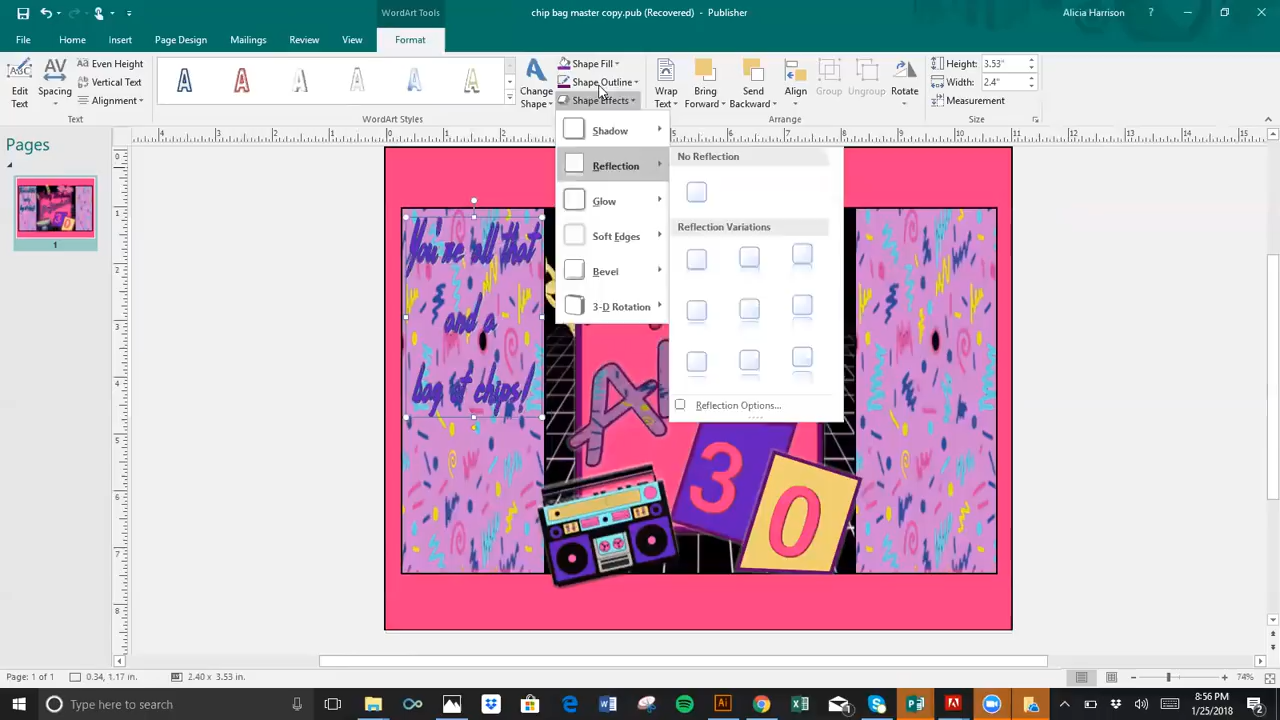 WordArt Tools
chip bag master copy.pub (Recovered) - Publisher
Alicia Harrison
?
File
Home
Insert
Page Design
Mailings
Review
View
Format
Edit Text
Spacing
Even Height
Vertical Text
Characters
Text
WordArt Styles
Change Shape
Shape Fill
Shape Outline
Shape Effects
Wrap Text
Bring Forward
Send Backward
Align
Group
Ungroup
Rotate
Arrange
Height: 3.53"
Width: 2.4"
Measurement
Size
Pages
1
Shadow
Reflection
Glow
Soft Edges
Bevel
3-D Rotation
No Reflection
Reflection Variations
Reflection Options...
You're all that
and a
bag of chips!
3
0
Page: 1 of 1
0.34, 1.17 in.
2.40 x 3.53 in.
74%
Type here to search
8:56 PM
1/25/2018